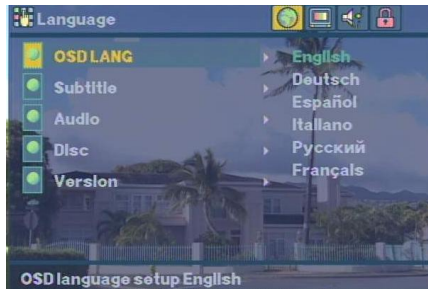 Language
OSD LANG
Subtitle
Audio
Disc
Version
English
Deutsch
Español
Italiano
Русский
Français
OSD language setup English